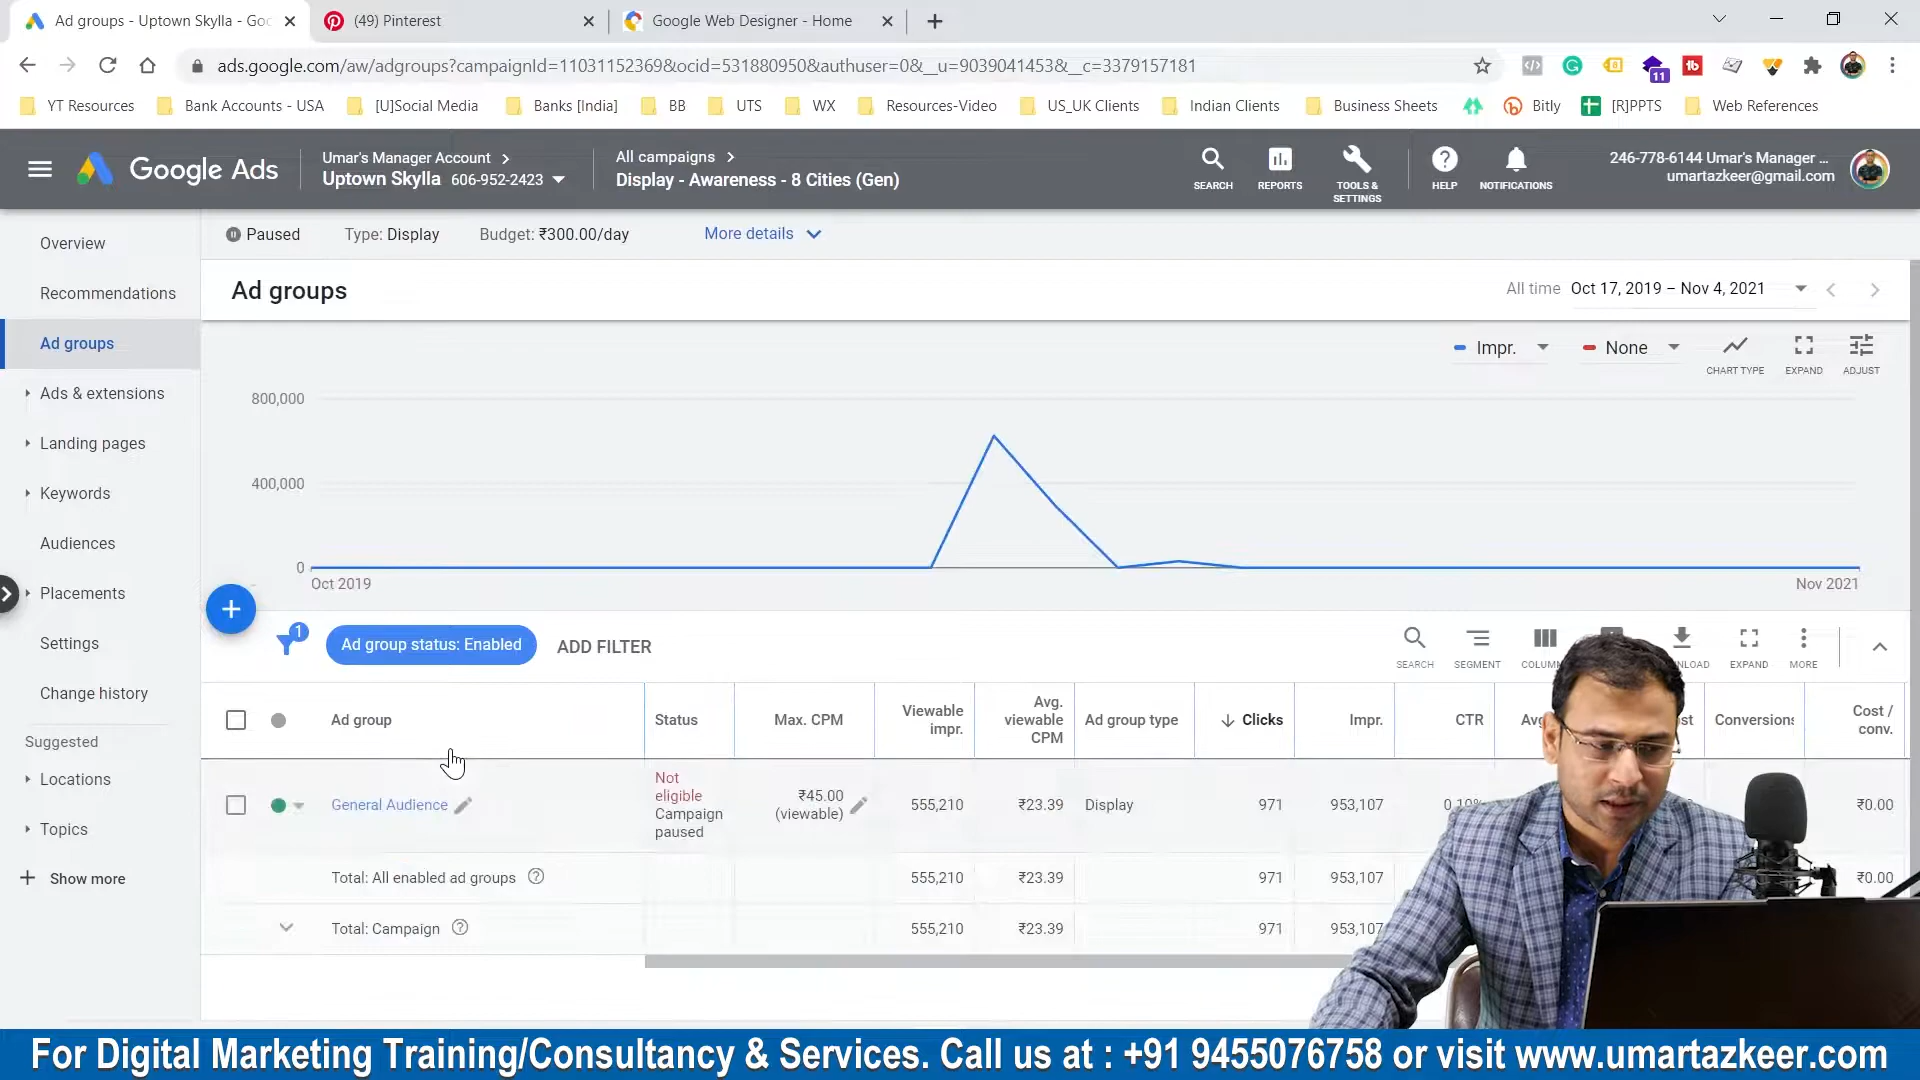 Ad groups - Uptown Skylla - Goo
(49) Pinterest
Google Web Designer - Home
ads.google.com/aw/adgroups?campaignId=11031152369&ocid=531880950&authuser=0&__u=9039041453&__c=3379157181
11
YT Resources
Bank Accounts - USA
[U]Social Media
Banks [India]
BB
UTS
WX
Resources-Video
US_UK Clients
Indian Clients
Business Sheets
Bitly
[R]PPTS
Web References
Google Ads
Umar's Manager Account
Uptown Skylla 606-952-2423
All campaigns
Display - Awareness - 8 Cities (Gen)
SEARCH
REPORTS
TOOLS &
SETTINGS
HELP
NOTIFICATIONS
246-778-6144 Umar's Manager ...
umartazkeer@gmail.com
Overview
Recommendations
Ad groups
Ads & extensions
Landing pages
Keywords
Audiences
Placements
Settings
Change history
Suggested
Locations
Topics
Show more
Paused
Type: Display
Budget: ₹300.00/day
More details
Ad groups
All time Oct 17, 2019 – Nov 4, 2021
Impr.
None
CHART TYPE
EXPAND
ADJUST
800,000
400,000
0
Oct 2019
Nov 2021
1
Ad group status: Enabled
ADD FILTER
SEARCH
SEGMENT
COLUMN
NLOAD
EXPAND
MORE
Ad group
Status
Max. CPM
Viewable
impr.
Avg.
viewable
CPM
Ad group type
Clicks
Impr.
CTR
Conversions
Cost /
conv.
General Audience
Not
eligible
Campaign
paused
₹45.00
(viewable)
555,210
₹23.39
Display
971
953,107
0.10%
₹0.00
Total: All enabled ad groups
555,210
₹23.39
971
953,107
₹0.00
Total: Campaign
555,210
₹23.39
971
953,107
For Digital Marketing Training/Consultancy & Services. Call us at : +91 9455076758 or visit www.umartazkeer.com